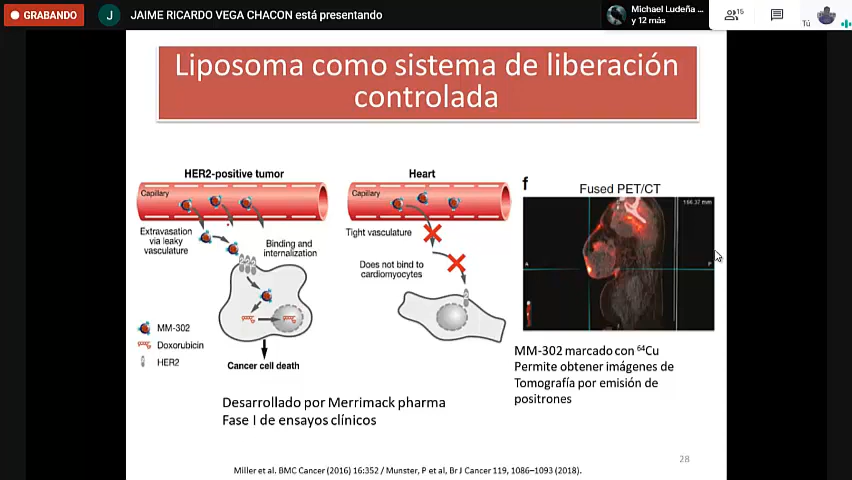 GRABANDO
J
JAIME RICARDO VEGA CHACON está presentando
Michael Ludeña ...
y 12 más
15
Tú
Liposoma como sistema de liberación
controlada
HER2-positive tumor
Capillary
Extravasation
via leaky
vasculature
Binding and
internalization
MM-302
Doxorubicin
HER2
Cancer cell death
Heart
Capillary
Tight vasculature
Does not bind to
cardiomyocytes
f
Fused PET/CT
A
P
MM-302 marcado con ⁶⁴Cu
Permite obtener imágenes de
Tomografía por emisión de
positrones
Desarrollado por Merrimack pharma
Fase I de ensayos clínicos
28
Miller et al. BMC Cancer (2016) 16:352 / Munster, P et al, Br J Cancer 119, 1086–1093 (2018).